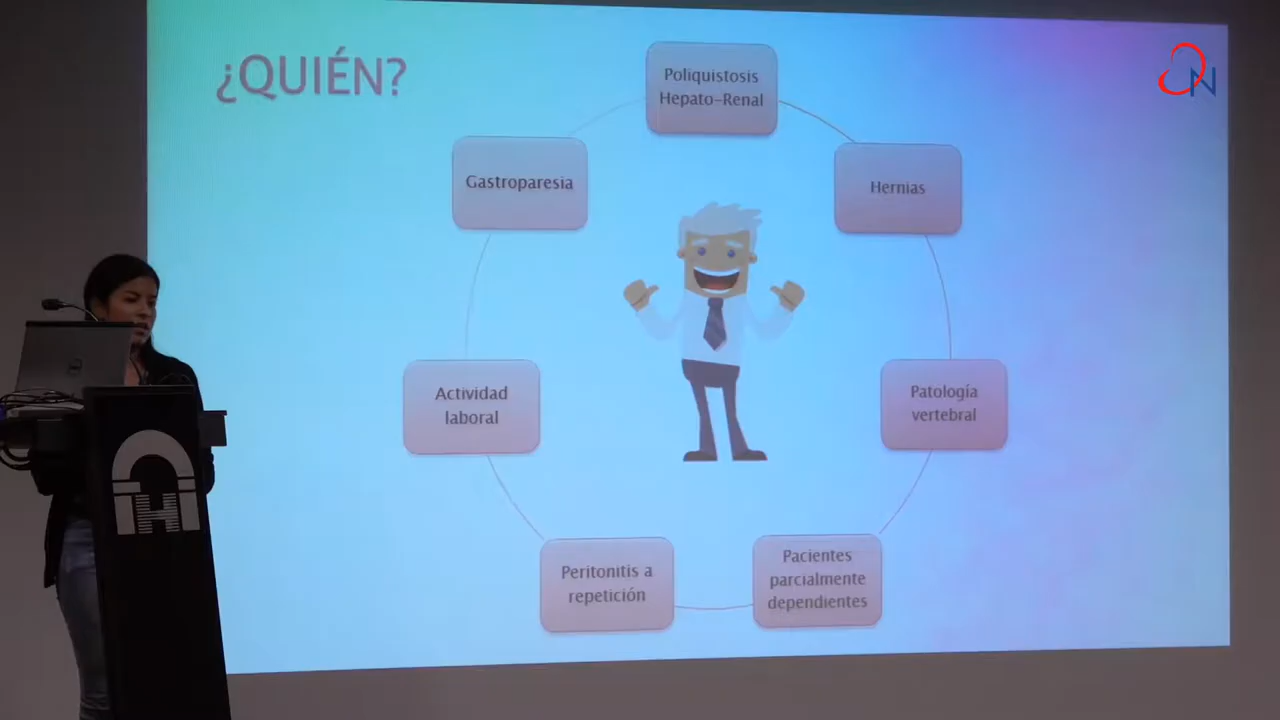 ¿QUIÉN?
Poliquistosis
Hepato-Renal
Hernias
Patología
vertebral
Pacientes
parcialmente
dependientes
Peritonitis a
repetición
Actividad
laboral
Gastroparesia
N